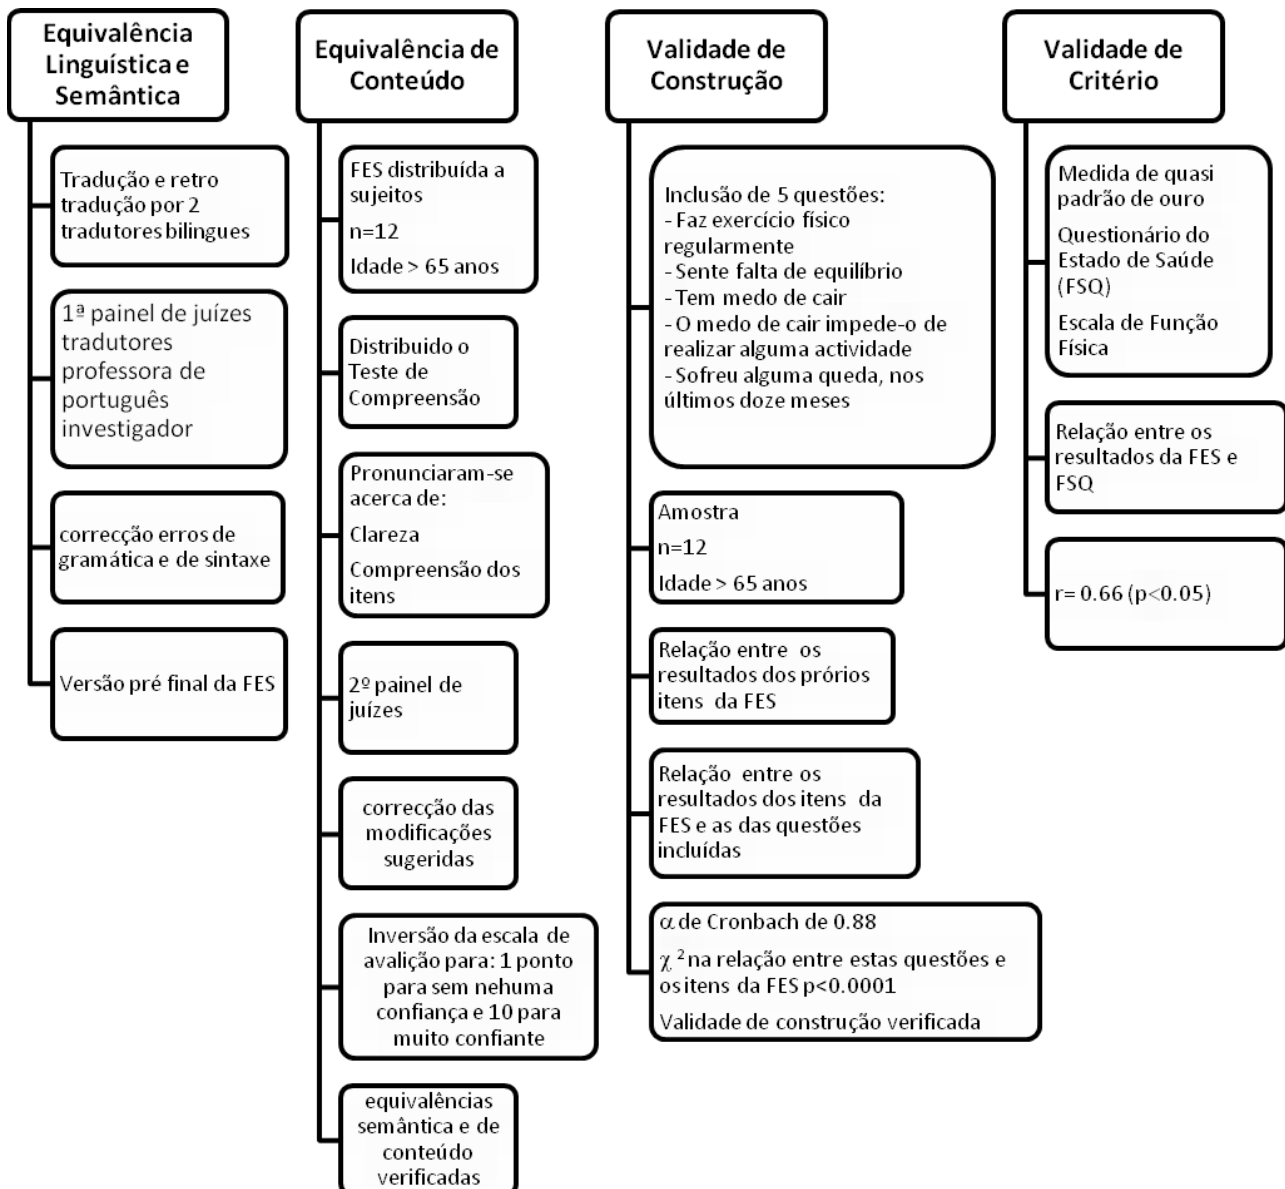 Equivalência
Linguística e
Semântica
Tradução e retro
tradução por 2
tradutores bilingues
1ª painel de juízes
tradutores
professora de
português
investigador
correcção erros de
gramática e de sintaxe
Versão pré final da FES
Equivalência de
Conteúdo
FES distribuída a
sujeitos
n=12
Idade > 65 anos
Distribuido o
Teste de
Compreensão
Pronunciaram-se
acerca de:
Clareza
Compreensão dos
itens
2º painel de
juízes
correcção das
modificações
sugeridas
Inversão da escala de
avalição para: 1 ponto
para sem nehuma
confiança e 10 para
muito confiante
equivalências
semântica e de
conteúdo
verificadas
Validade de
Construção
Inclusão de 5 questões:
- Faz exercício físico
regularmente
- Sente falta de equilíbrio
- Tem medo de cair
- O medo de cair impede-o de
realizar alguma actividade
- Sofreu alguma queda, nos
últimos doze meses
Amostra
n=12
Idade > 65 anos
Relação entre os
resultados dos prórios
itens da FES
Relação entre os
resultados dos itens da
FES e as das questões
incluídas
α de Cronbach de 0.88
χ ² na relação entre estas questões e
os itens da FES p<0.0001
Validade de construção verificada
Validade de
Critério
Medida de quasi
padrão de ouro
Questionário do
Estado de Saúde
(FSQ)
Escala de Função
Física
Relação entre os
resultados da FES e
FSQ
r= 0.66 (p<0.05)